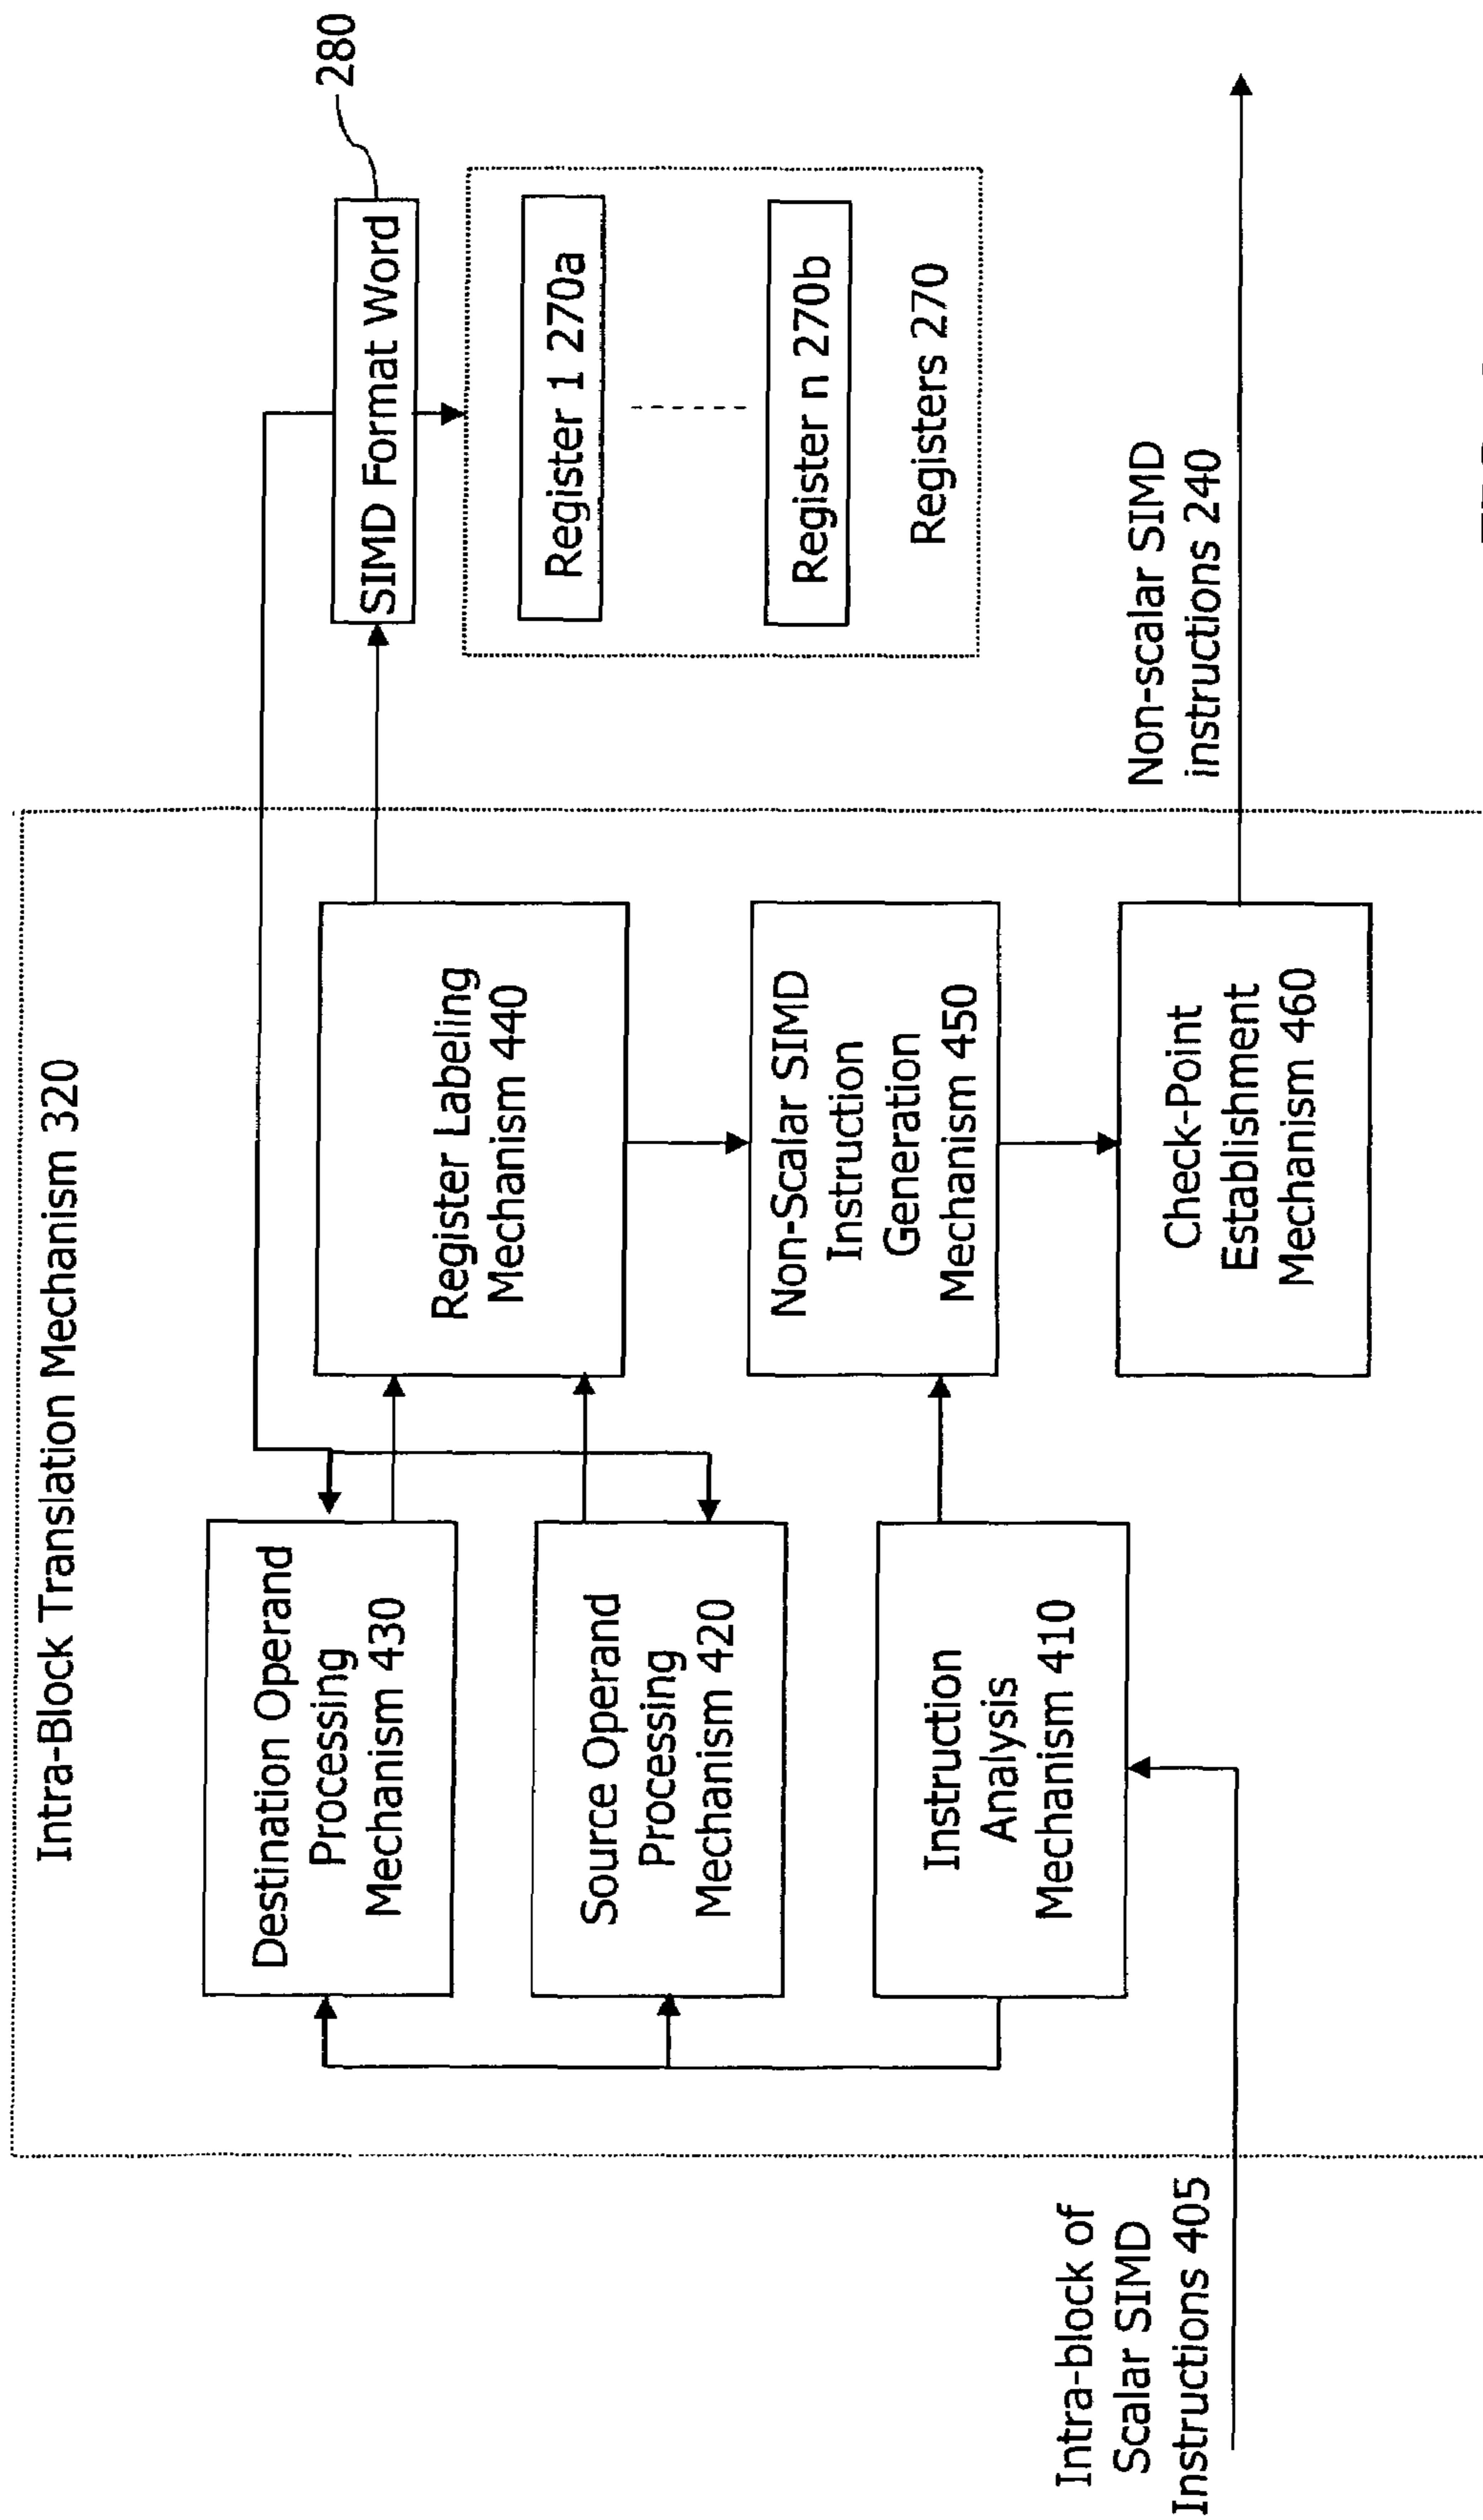 Intra-Block Translation Mechanism 320
Destination Operand
Processing
Mechanism 430
Source Operand
Processing
Mechanism 420
Instruction
Analysis
Mechanism 410
Register Labeling
Mechanism 440
Non-Scalar SIMD
Instruction
Generation
Mechanism 450
Check-Point
Establishment
Mechanism 460
280
SIMD Format Word
Register 1 270a
Register n 270b
Registers 270
Intra-block of
Scalar SIMD
Instructions 405
Non-scalar SIMD
instructions 240